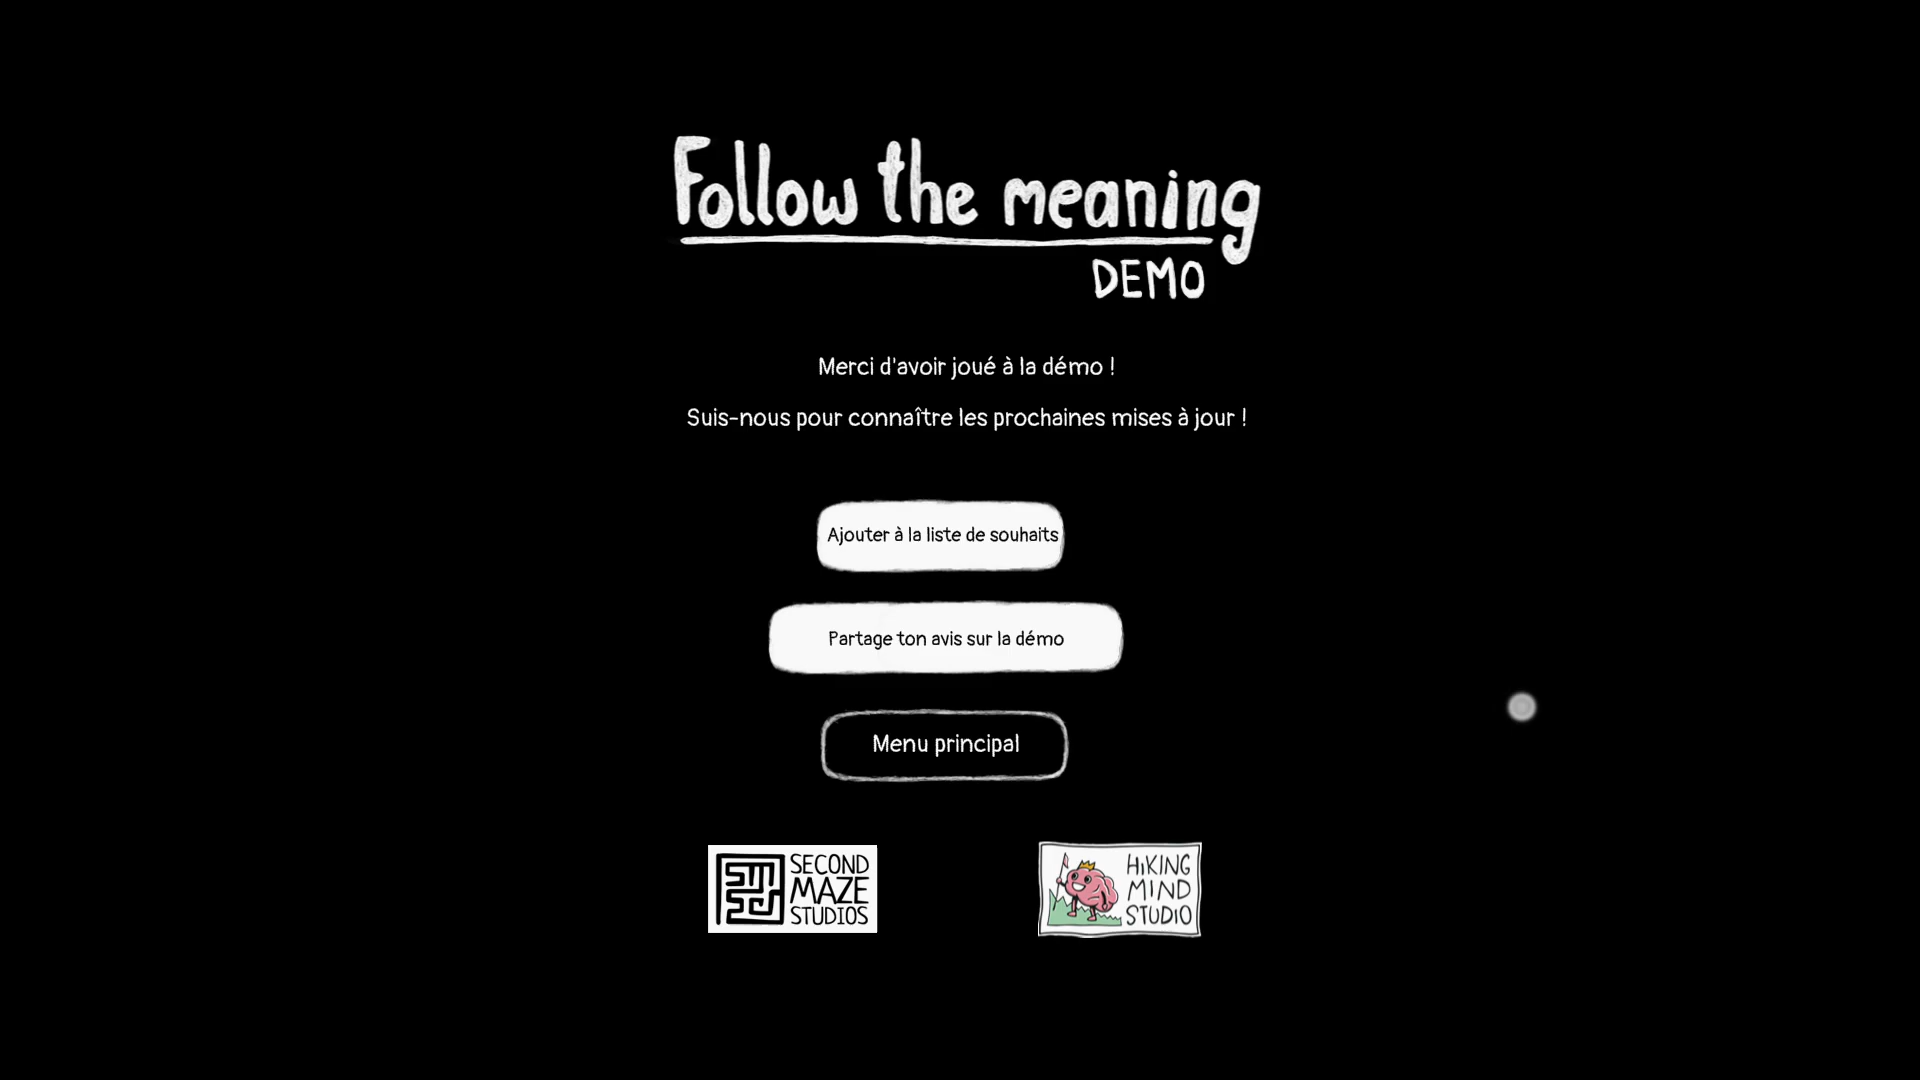 Follow the meaning
DEMO
Merci d'avoir joué à la démo !
Suis-nous pour connaître les prochaines mises à jour !
Ajouter à la liste de souhaits
Partage ton avis sur la démo
Menu principal
SECOND
MAZE
STUDIOS
HiKING
MIND
STUDIO